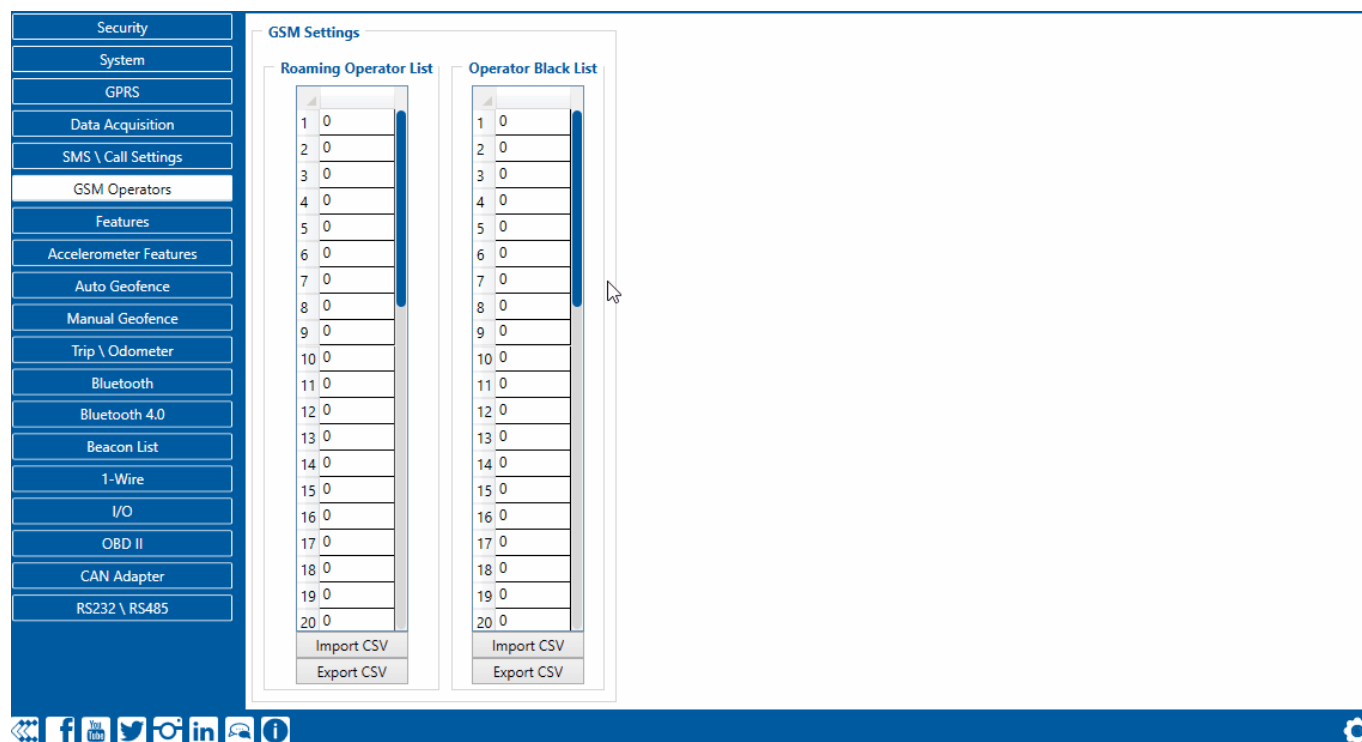 Security
System
GPRS
Data Acquisition
SMS \ Call Settings
GSM Operators
Features
Accelerometer Features
Auto Geofence
Manual Geofence
Trip \ Odometer
Bluetooth
Bluetooth 4.0
Beacon List
1-Wire
I/O
OBD II
CAN Adapter
RS232 \ RS485
GSM Settings
Roaming Operator List
1 0
2 0
3 0
4 0
5 0
6 0
7 0
8 0
9 0
10 0
11 0
12 0
13 0
14 0
15 0
16 0
17 0
18 0
19 0
20 0
Import CSV
Export CSV
Operator Black List
1 0
2 0
3 0
4 0
5 0
6 0
7 0
8 0
9 0
10 0
11 0
12 0
13 0
14 0
15 0
16 0
17 0
18 0
19 0
20 0
Import CSV
Export CSV
f
You
Tube
in
i